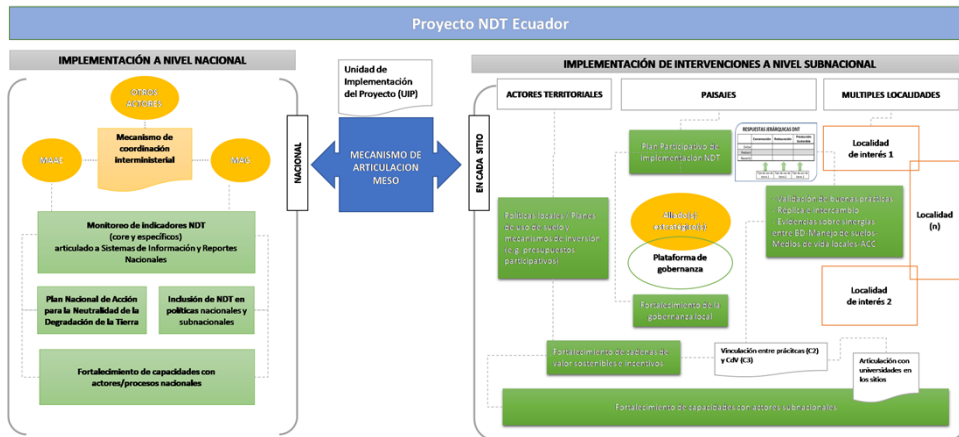 Proyecto NDT Ecuador
IMPLEMENTACIÓN A NIVEL NACIONAL
OTROS
ACTORES
MAAE
Mecanismo de
coordinación
interministerial
MAG
Monitoreo de indicadores NDT
(core y específicos)
articulado a Sistemas de Información y Reportes
Nacionales
Plan Nacional de Acción
para la Neutralidad de la
Degradación de la Tierra
Inclusión de NDT en
políticas nacionales y
subnacionales
Fortalecimiento de capacidades con
actores/procesos nacionales
Unidad de
Implementación
del Proyecto (UIP)
NACIONAL
MECANISMO DE
ARTICULACION
MESO
EN CADA SITIO
IMPLEMENTACIÓN DE INTERVENCIONES A NIVEL SUBNACIONAL
ACTORES TERRITORIALES
PAISAJES
MULTIPLES LOCALIDADES
Plan Participativo de
implementación NDT
RESPUESTAS JERÁRQUICAS DNT
Políticas locales - Planes
de uso de suelo y
mecanismos de inversión
(e.g. presupuestos
participativos)
Aliado(s)
estratégico(s)
Plataforma de
gobernanza
Fortalecimiento de la
gobernanza local
- Validación de buenas prácticas
- Réplica e intercambio
- Evidencias sobre sinergias
entre BD-Manejo de suelos
Medios de vida locales-ACC
Localidad
de interés 1
Localidad
(n)
Localidad
de interés 2
Fortalecimiento de cadenas de
valor sostenibles e incentivos
Vinculación entre prácitcas (C2)
y CdV (C3)
Articulación con
universidades en
los sitios
Fortalecimiento de capacidades con actores subnacionales